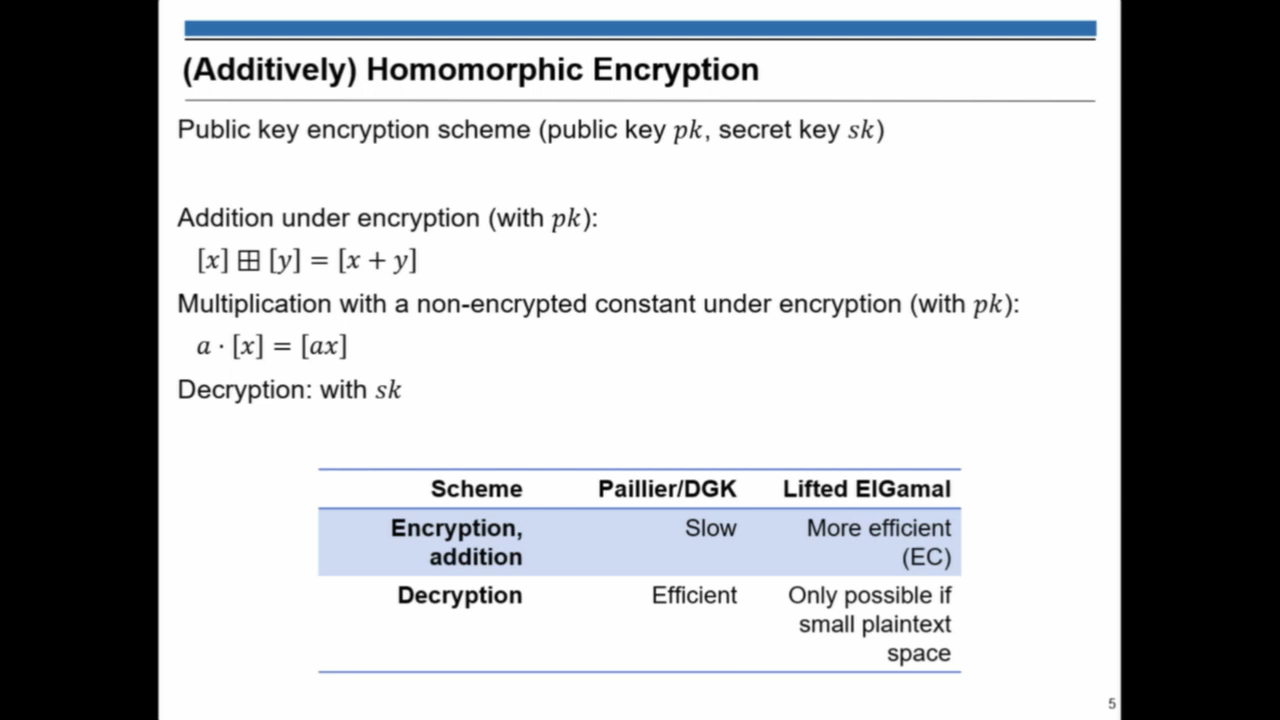 (Additively) Homomorphic Encryption
Public key encryption scheme (public key pk, secret key sk)
Addition under encryption (with pk):
[x] ⊞ [y] = [x + y]
Multiplication with a non-encrypted constant under encryption (with pk):
a · [x] = [ax]
Decryption: with sk
Scheme Paillier/DGK Lifted ElGamal
Encryption, addition Slow More efficient (EC)
Decryption Efficient Only possible if small plaintext space
5